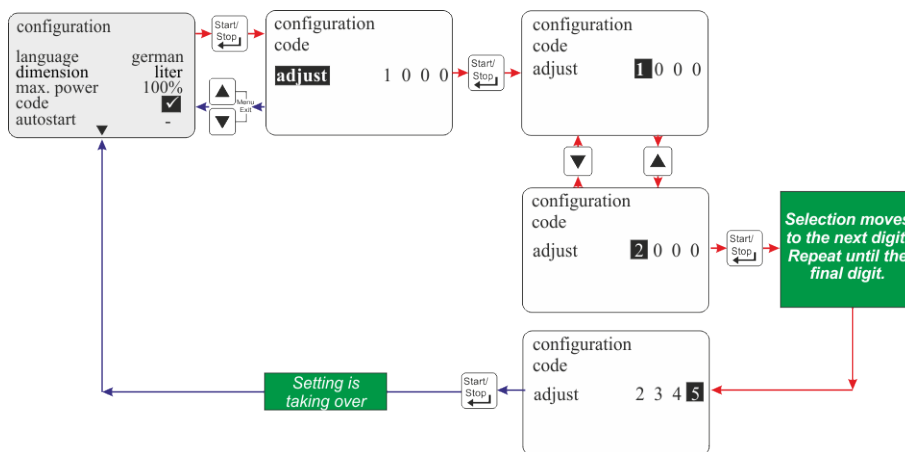 configuration
language german
dimension liter
max. power 100%
code ✓
autostart -
▼
Start/
Stop
▲
▼
Menu
Exit
configuration
code
adjust 1 0 0 0
Start/
Stop
configuration
code
adjust 1 0 0 0
▼
▲
configuration
code
adjust 2 0 0 0
Start/
Stop
Selection moves
to the next digit
Repeat until the
final digit.
configuration
code
adjust 2 3 4 5
Start/
Stop
Setting is
taking over